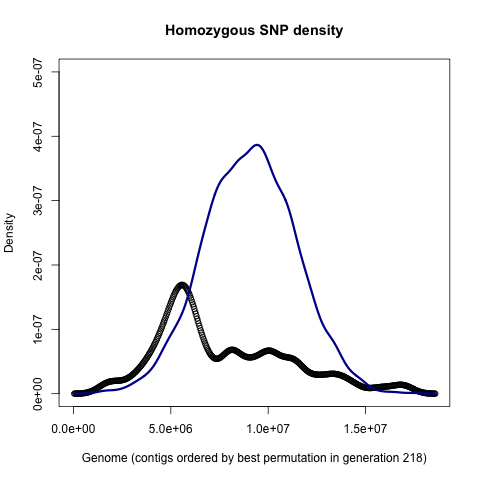 Homozygous SNP density
Density
5e-07
4e-07
3e-07
2e-07
1e-07
0e+00
0.0e+00 5.0e+06 1.0e+07 1.5e+07
Genome (contigs ordered by best permutation in generation 218)